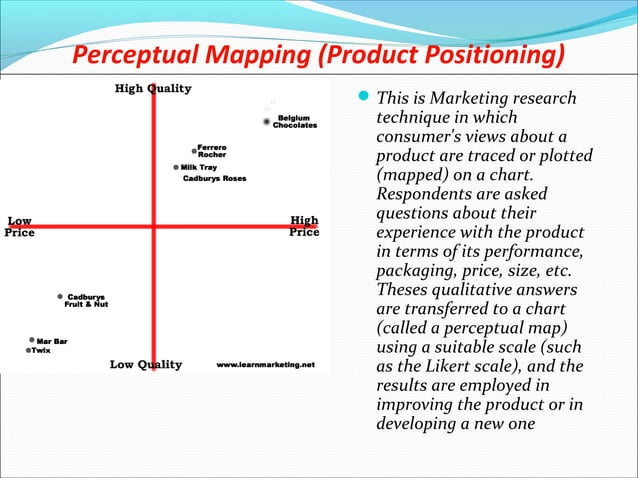 Perceptual Mapping (Product Positioning)
High Quality
Belgium
Chocolates
Ferrero
Rocher
Milk Tray
Cadburys Roses
Low
Price
High
Price
Cadburys
Fruit & Nut
Mar Bar
Twix
Low Quality
www.learnmarketing.net
This is Marketing research
technique in which
consumer's views about a
product are traced or plotted
(mapped) on a chart.
Respondents are asked
questions about their
experience with the product
in terms of its performance,
packaging, price, size, etc.
Theses qualitative answers
are transferred to a chart
(called a perceptual map)
using a suitable scale (such
as the Likert scale), and the
results are employed in
improving the product or in
developing a new one